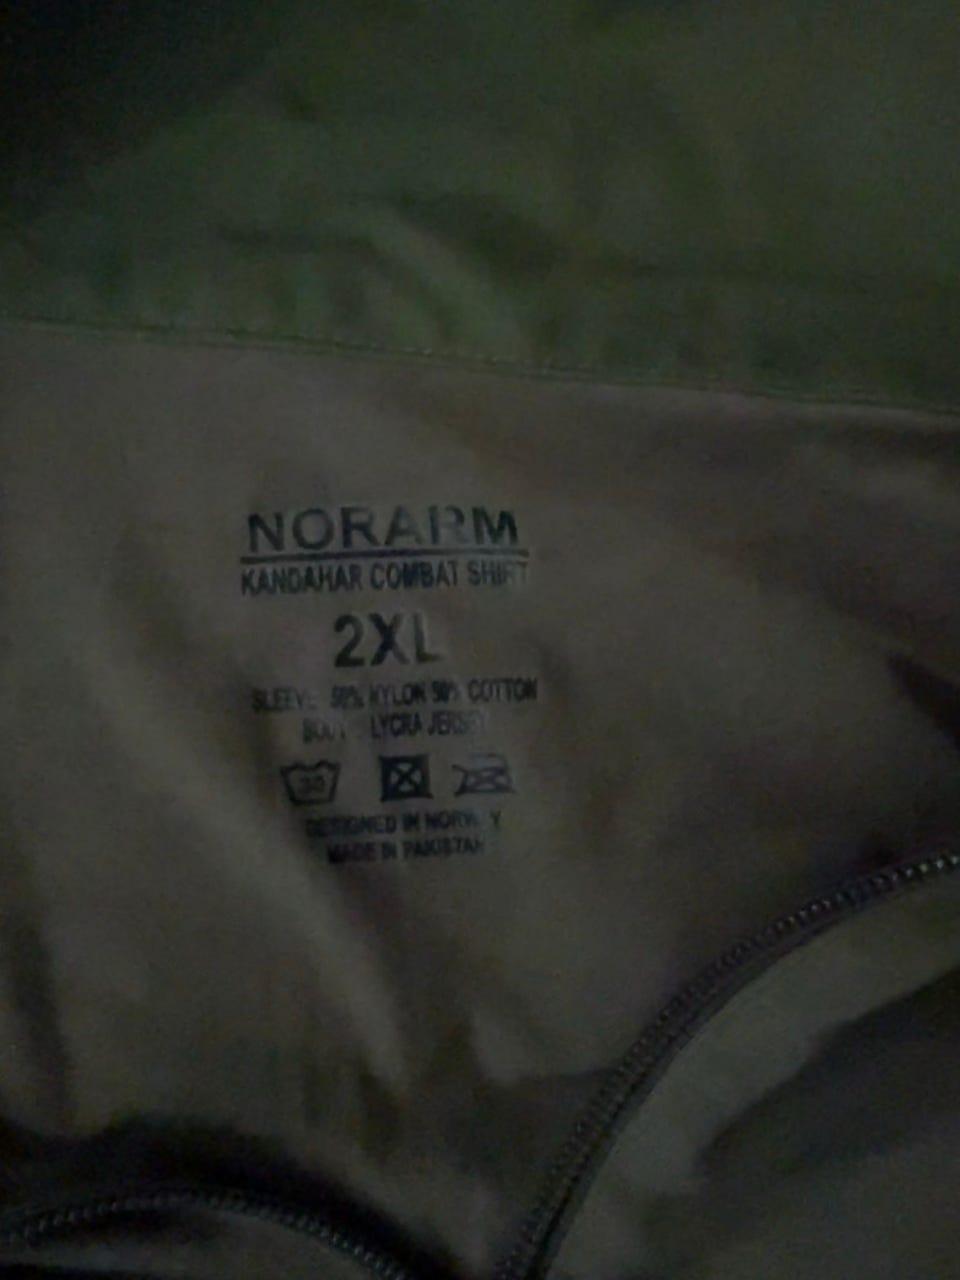 NORARM
KANDAHAR COMBAT SHIRT
2XL
SLEEVE 50% NYLON 50% COTTON
BODY LYCRA JERSEY
30
DESIGNED IN NORWAY
MADE IN PAKISTAN